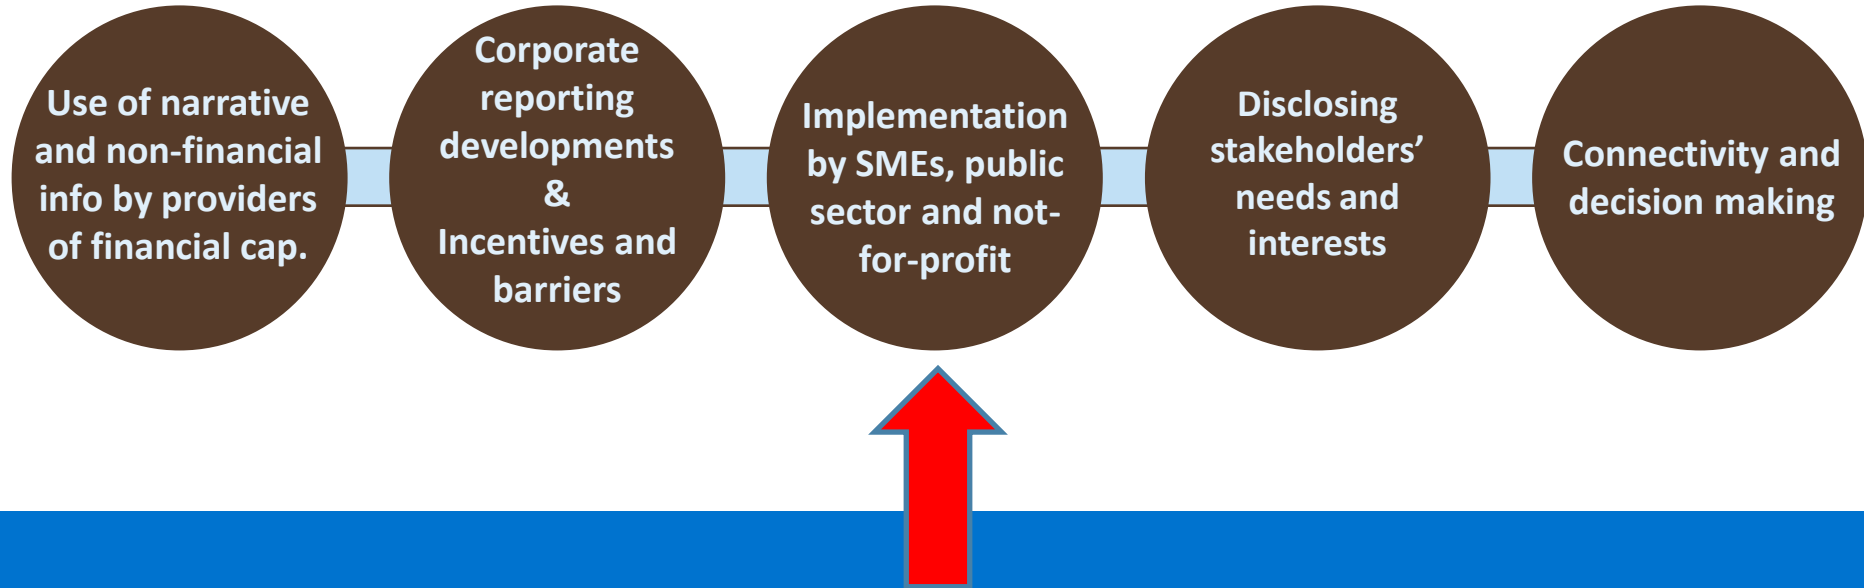 Use of narrative
and non-financial
info by providers
of financial cap.
Corporate
reporting
developments
&
Incentives and
barriers
Implementation
by SMEs, public
sector and not-
for-profit
Disclosing
stakeholders’
needs and
interests
Connectivity and
decision making